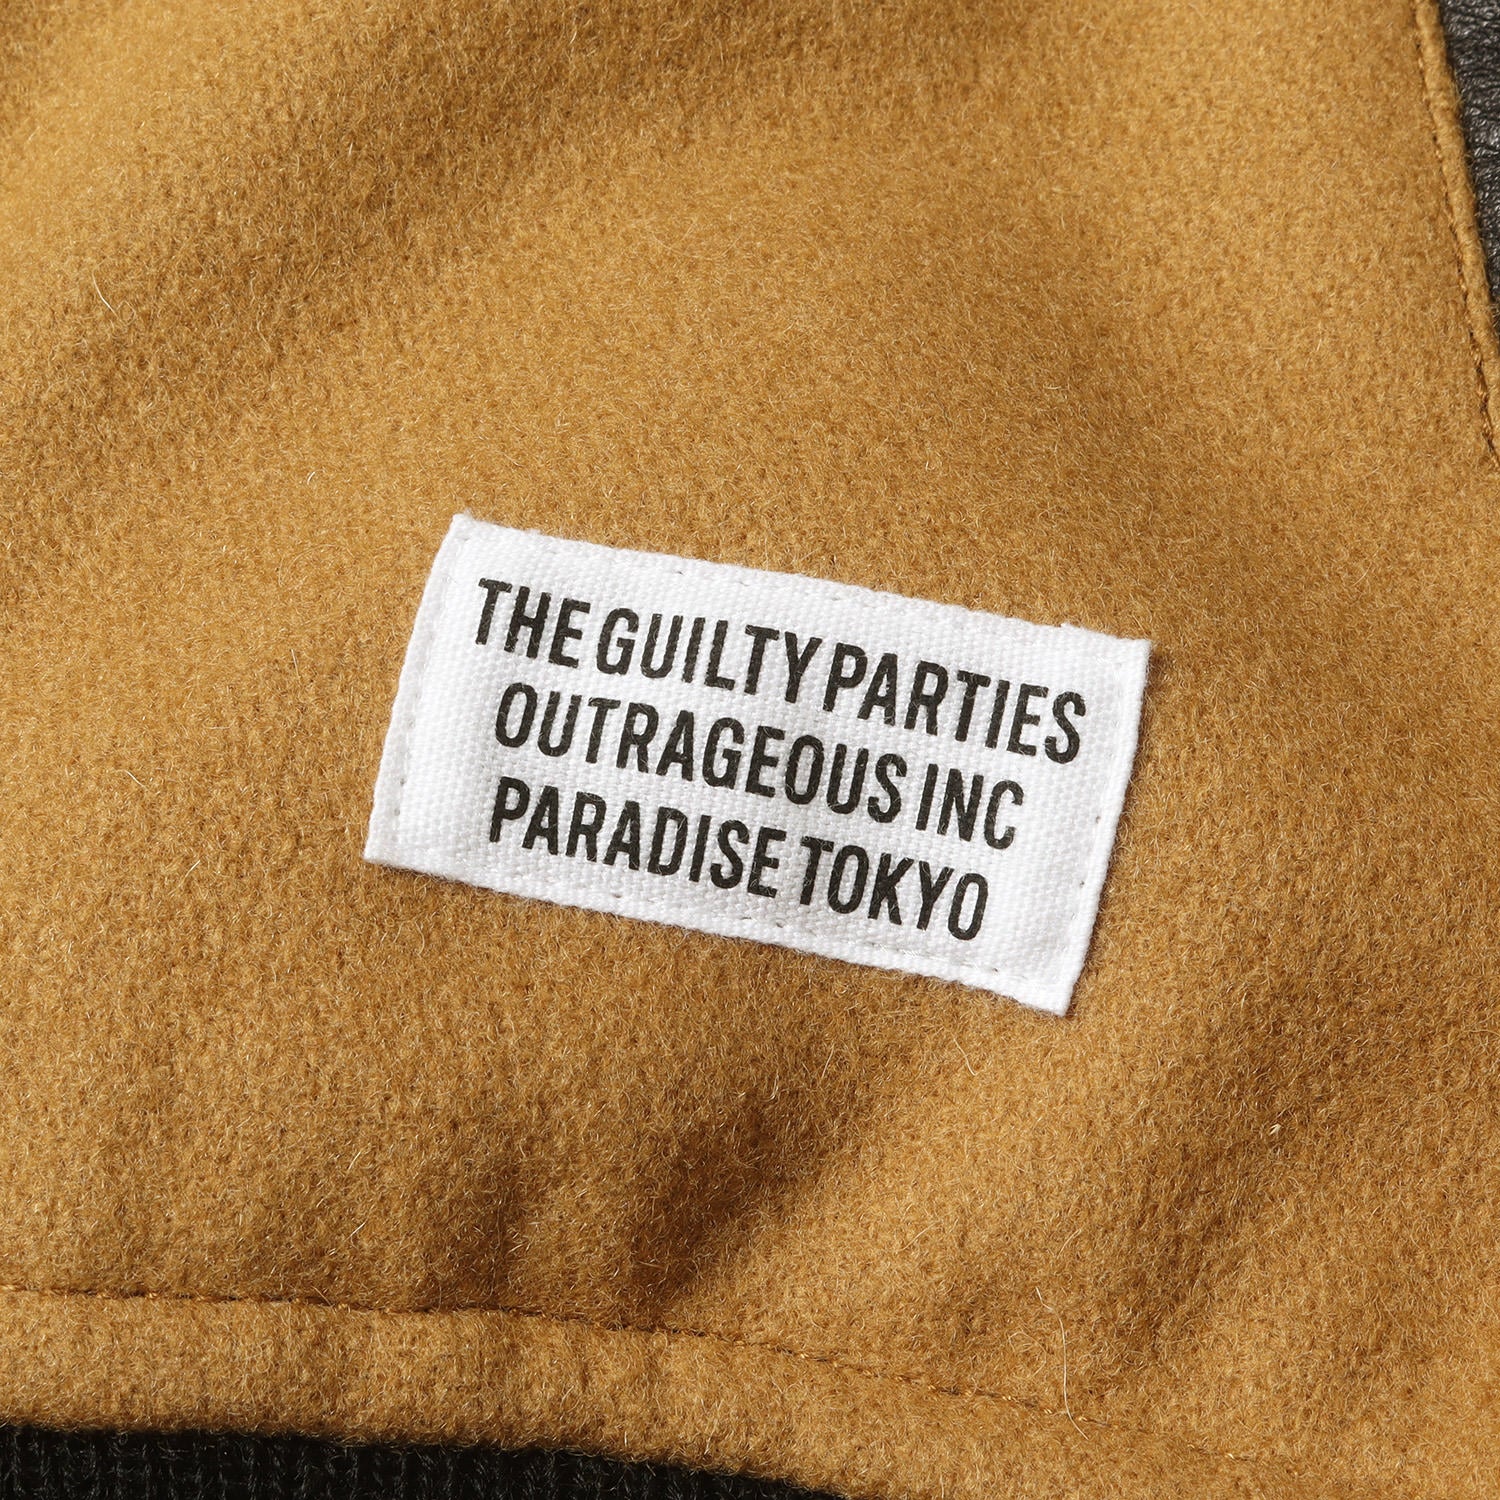 THE GUILTY PARTIES
OUTRAGEOUS INC
PARADISE TOKYO